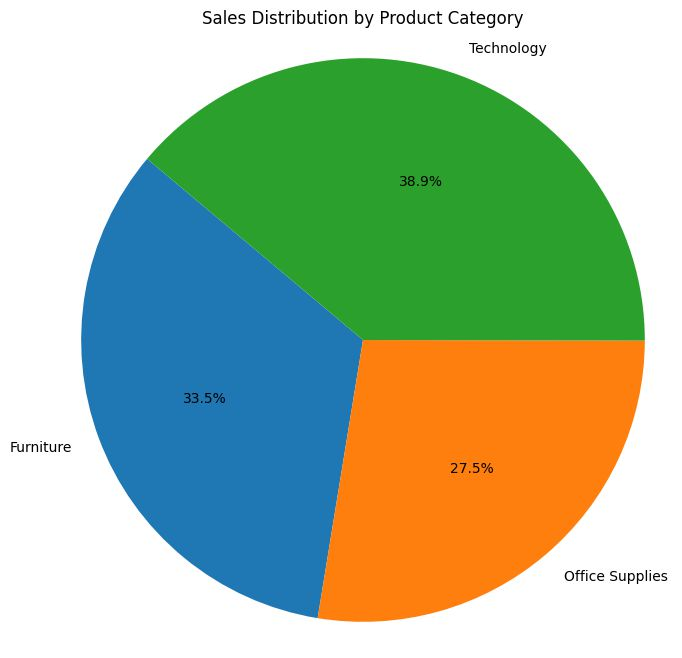 Sales Distribution by Product Category
Technology
38.9%
33.5%
Furniture
27.5%
Office Supplies